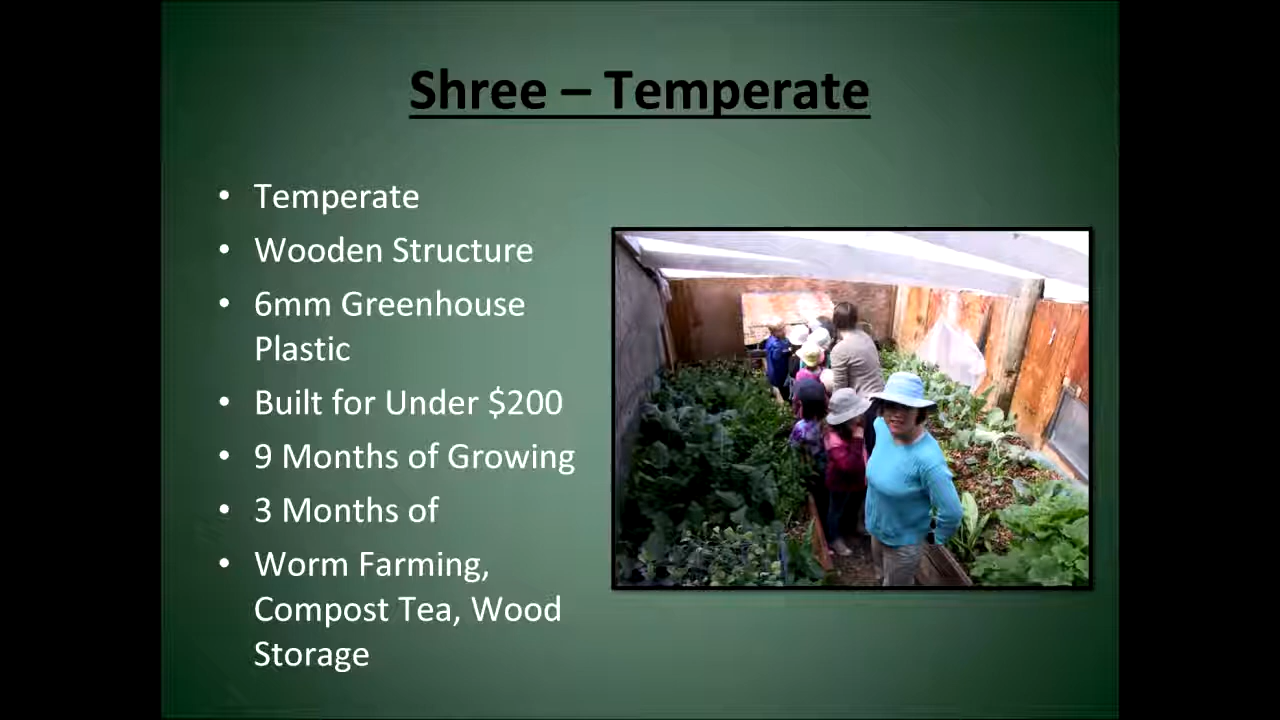 Shree – Temperate
• Temperate
• Wooden Structure
• 6mm Greenhouse
Plastic
• Built for Under $200
• 9 Months of Growing
• 3 Months of
• Worm Farming,
Compost Tea, Wood
Storage